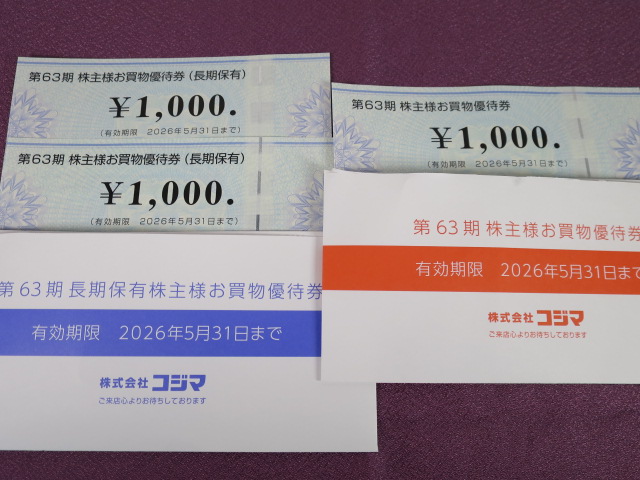 第63期 株主様お買物優待券(長期保有)
￥1,000.
(有効期限 2026年5月31日まで)
第63期 株主様お買物優待券(長期保有)
￥1,000.
(有効期限 2026年5月31日まで)
第63期 長期保有株主様お買物優待券
有効期限 2026年5月31日まで
株式会社 コジマ
ご来店心よりお待ちしております
第63期 株主様お買物優待券
￥1,000.
(有効期限 2026年5月31日まで)
第63期 株主様お買物優待券
有効期限 2026年5月31日まで
株式会社 コジマ
ご来店心よりお待ちしております